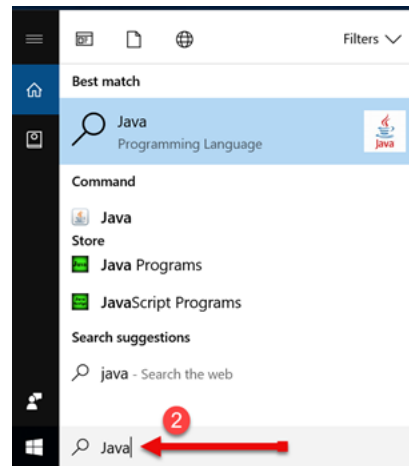 Filters
Best match
Java
Programming Language
Java
Command
Java
Store
Java Programs
JavaScript Programs
Search suggestions
java - Search the web
2
Java